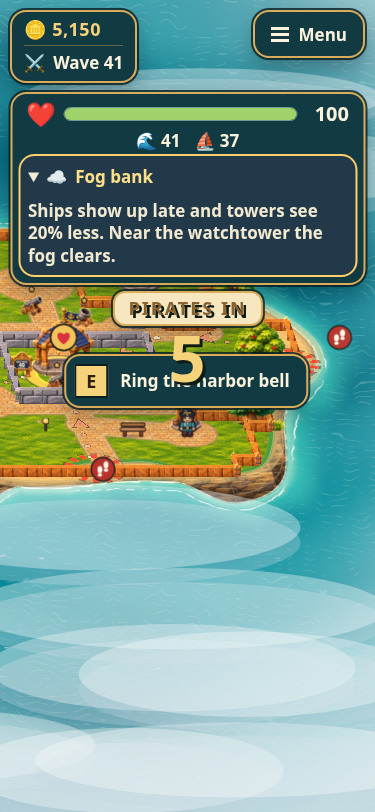 5,150
Menu
Wave 41
100
41 37
Fog bank
Ships show up late and towers see
20% less. Near the watchtower the
fog clears.
PIRATES IN
5
E Ring the harbor bell